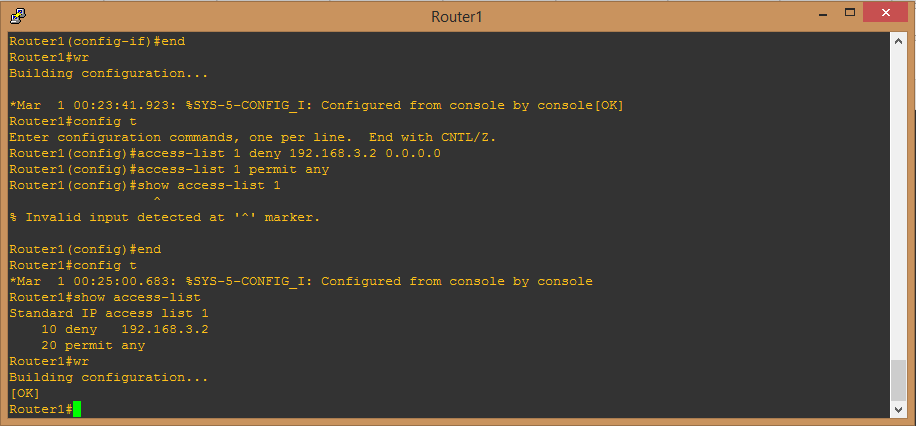 Router1
Router1(config-if)#end
Router1#wr
Building configuration...
*Mar  1 00:23:41.923: %SYS-5-CONFIG_I: Configured from console by console[OK]
Router1#config t
Enter configuration commands, one per line.  End with CNTL/Z.
Router1(config)#access-list 1 deny 192.168.3.2 0.0.0.0
Router1(config)#access-list 1 permit any
Router1(config)#show access-list 1
                   ^
% Invalid input detected at '^' marker.
Router1(config)#end
Router1#config t
*Mar  1 00:25:00.683: %SYS-5-CONFIG_I: Configured from console by console
Router1#show access-list
Standard IP access list 1
    10 deny   192.168.3.2
    20 permit any
Router1#wr
Building configuration...
[OK]
Router1#